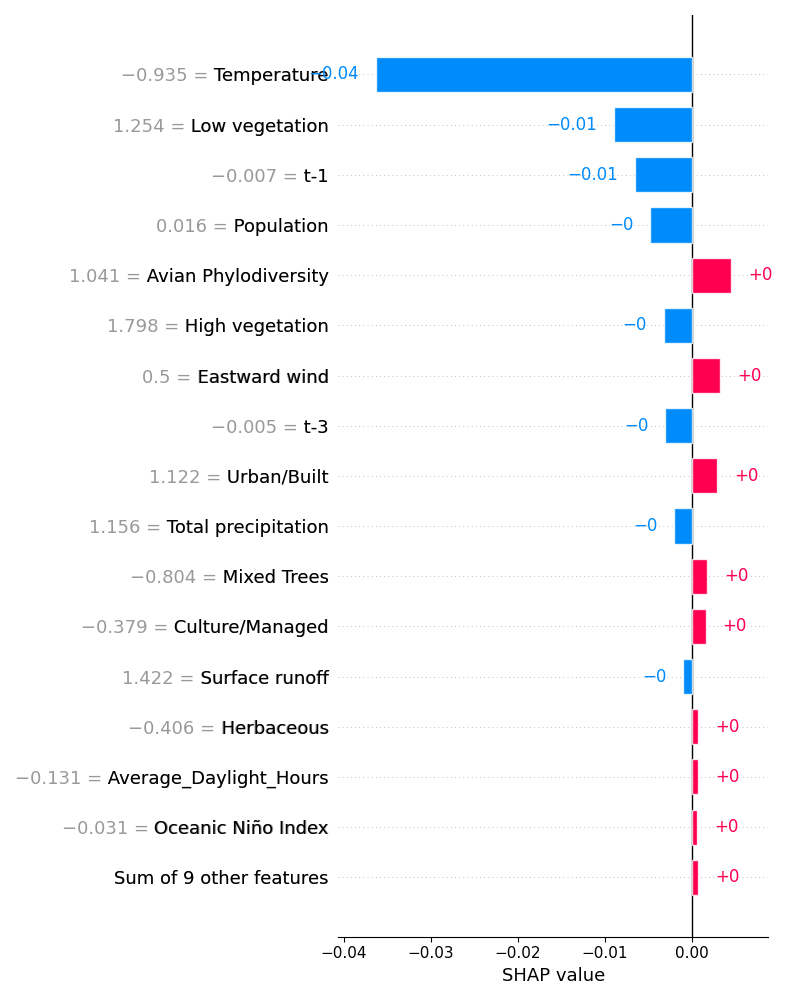 −0.935 = Temperature −0.04
1.254 = Low vegetation −0.01
−0.007 = t-1 −0.01
0.016 = Population −0
1.041 = Avian Phylodiversity +0
1.798 = High vegetation −0
0.5 = Eastward wind +0
−0.005 = t-3 −0
1.122 = Urban/Built +0
1.156 = Total precipitation −0
−0.804 = Mixed Trees +0
−0.379 = Culture/Managed +0
1.422 = Surface runoff −0
−0.406 = Herbaceous +0
−0.131 = Average_Daylight_Hours +0
−0.031 = Oceanic Niño Index +0
Sum of 9 other features +0
−0.04 −0.03 −0.02 −0.01 0.00
SHAP value